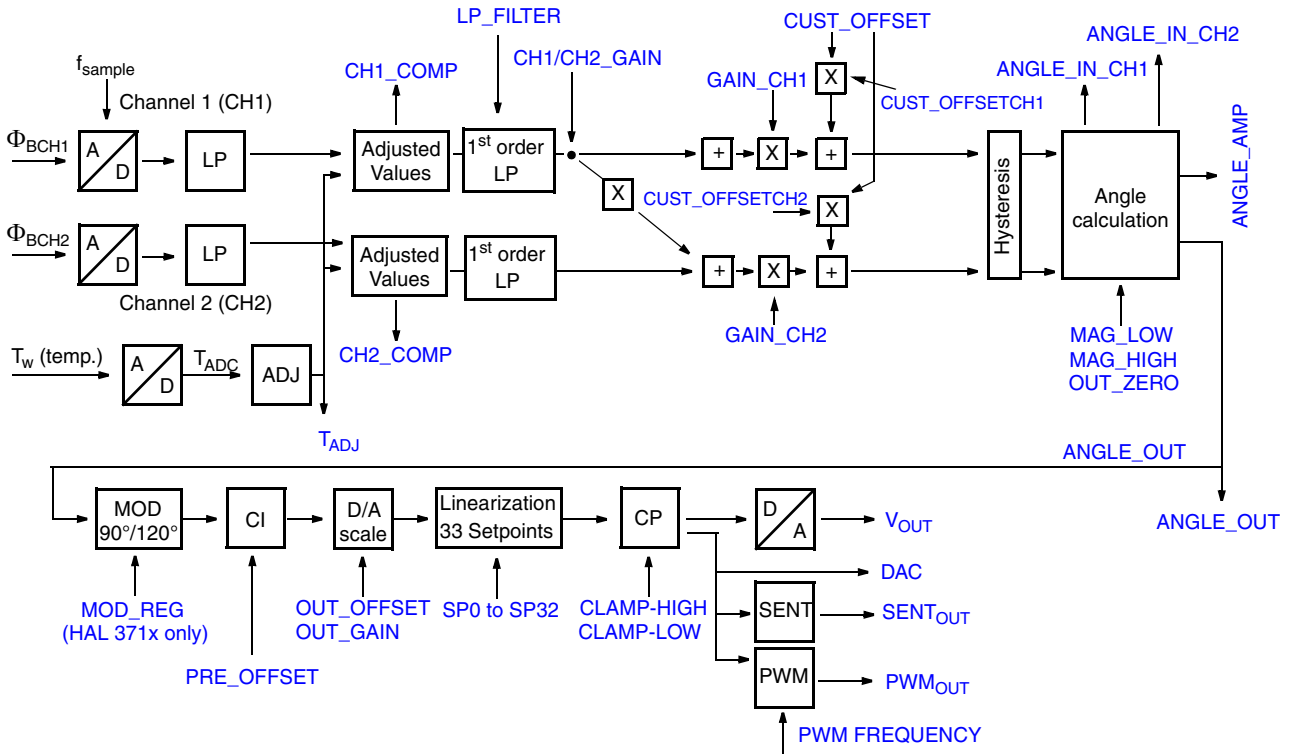 LP_FILTER
CUST_OFFSET
ANGLE_IN_CH2
f_sample
CH1_COMP
CH1/CH2_GAIN
GAIN_CH1
ANGLE_IN_CH1
Channel 1 (CH1)
X
CUST_OFFSETCH1
Φ_BCH1
A
D
LP
Adjusted
Values
1st order
LP
+
X
+
Hysteresis
Angle
calculation
ANGLE_AMP
X
CUST_OFFSETCH2
X
Φ_BCH2
A
D
LP
Adjusted
Values
1st order
LP
+
X
+
Channel 2 (CH2)
GAIN_CH2
MAG_LOW
MAG_HIGH
OUT_ZERO
CH2_COMP
T_W (temp.)
A
D
T_ADC
ADJ
T_ADJ
ANGLE_OUT
MOD
90°/120°
CI
D/A
scale
Linearization
33 Setpoints
CP
D
A
V_OUT
ANGLE_OUT
DAC
MOD_REG
(HAL 371x only)
OUT_OFFSET
OUT_GAIN
SP0 to SP32
CLAMP-HIGH
CLAMP-LOW
SENT
SENT_OUT
PRE_OFFSET
PWM
PWM_OUT
PWM FREQUENCY